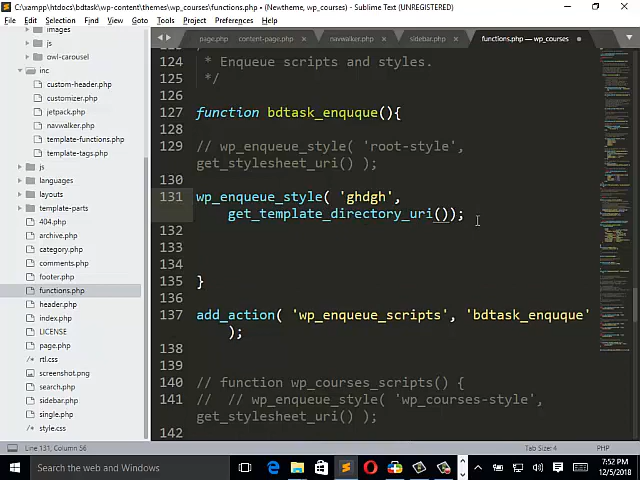 C:\xampp\htdocs\bdtask\wp-content\themes\wp_courses\functions.php • (Newtheme, wp_courses) - Sublime Text (UNREGISTERED)
File Edit Selection Find View Goto Tools Project Preferences Help
images
js
owl-carousel
inc
custom-header.php
customizer.php
jetpack.php
navwalker.php
template-functions.php
template-tags.php
js
languages
layouts
template-parts
404.php
archive.php
category.php
comments.php
footer.php
functions.php
header.php
index.php
LICENSE
page.php
rtl.css
screenshot.png
search.php
sidebar.php
single.php
style.css
page.php content-page.php navwalker.php sidebar.php functions.php — wp_courses
124 * Enqueue scripts and styles.
125 */
126
127 function bdtask_enquque(){
128
129 // wp_enqueue_style( 'root-style',
get_stylesheet_uri() );
130
131 wp_enqueue_style( 'ghdgh',
get_template_directory_uri());
132
133
134
135 }
136
137 add_action( 'wp_enqueue_scripts', 'bdtask_enquque'
);
138
139
140 // function wp_courses_scripts() {
141 // // wp_enqueue_style( 'wp_courses-style',
get_stylesheet_uri() );
142
Line 131, Column 56 Tab Size: 4 PHP
Search the web and Windows
7:52 PM
12/5/2018